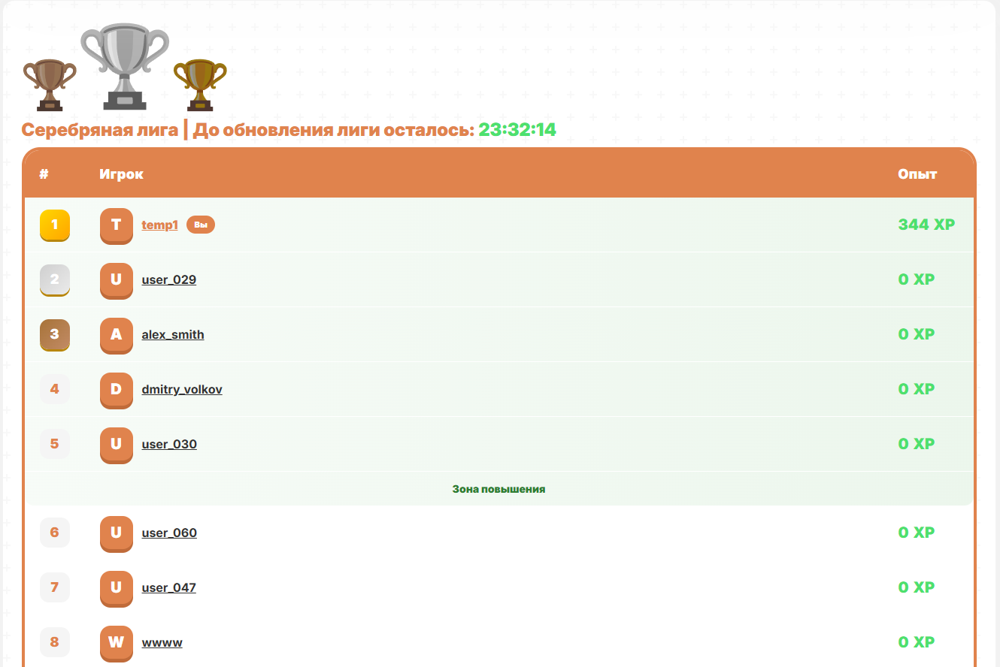 Серебряная лига | До обновления лиги осталось: 23:32:14
# Игрок Опыт
1 T temp1 Вы 344 XP
2 U user_029 0 XP
3 A alex_smith 0 XP
4 D dmitry_volkov 0 XP
5 U user_030 0 XP
Зона повышения
6 U user_060 0 XP
7 U user_047 0 XP
8 W wwww 0 XP